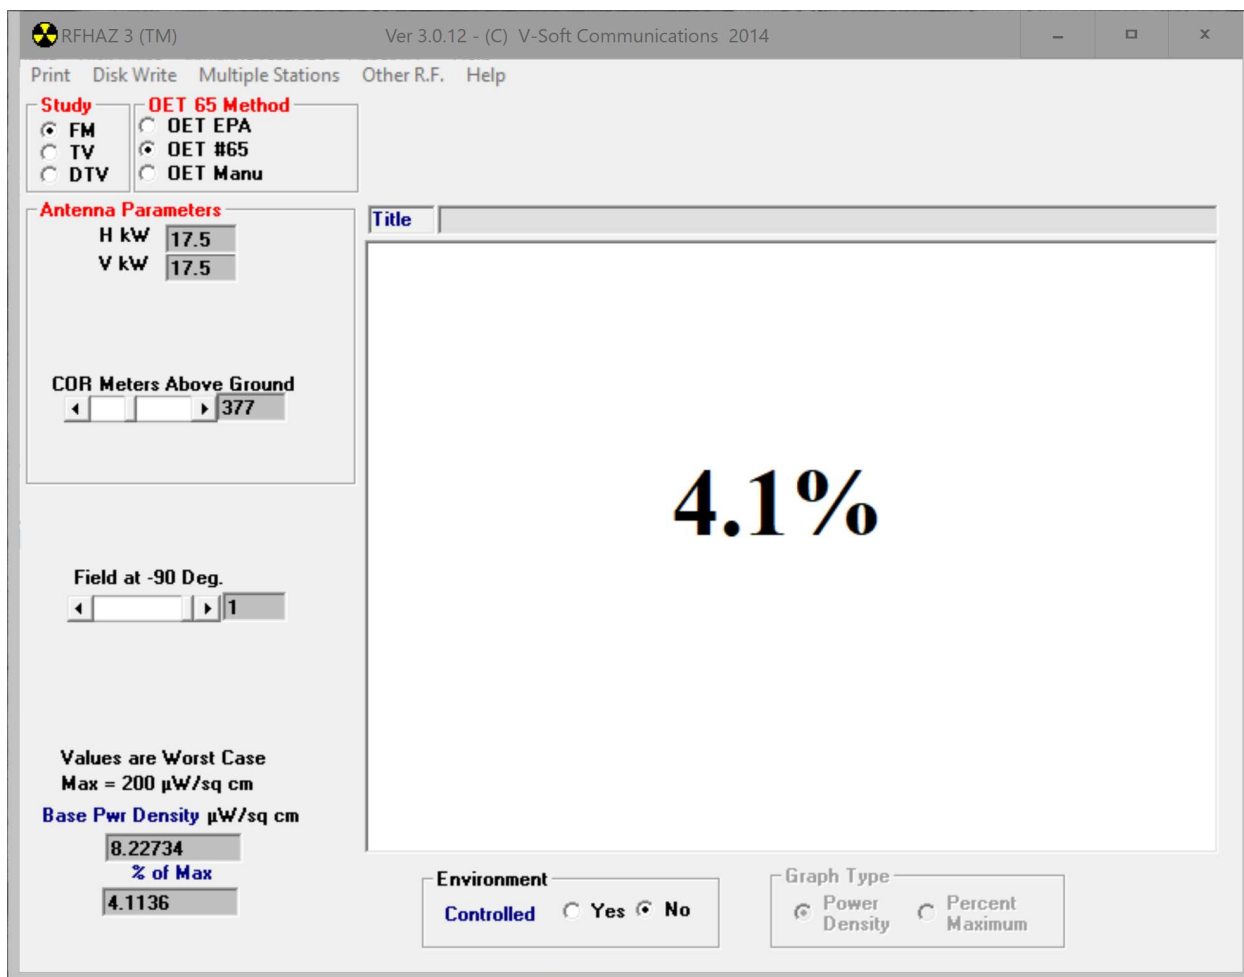 RFHAZ 3 (TM) Ver 3.0.12 - (C) V-Soft Communications 2014
Print Disk Write Multiple Stations Other R.F. Help
Study
FM
TV
DTV
OET 65 Method
OET EPA
OET #65
OET Manu
Antenna Parameters
H kW 17.5
V kW 17.5
COR Meters Above Ground
377
Title
4.1%
Field at -90 Deg.
1
Values are Worst Case
Max = 200 µW/sq cm
Base Pwr Density µW/sq cm
8.22734
% of Max
4.1136
Environment
Controlled Yes No
Graph Type
Power Density
Percent Maximum